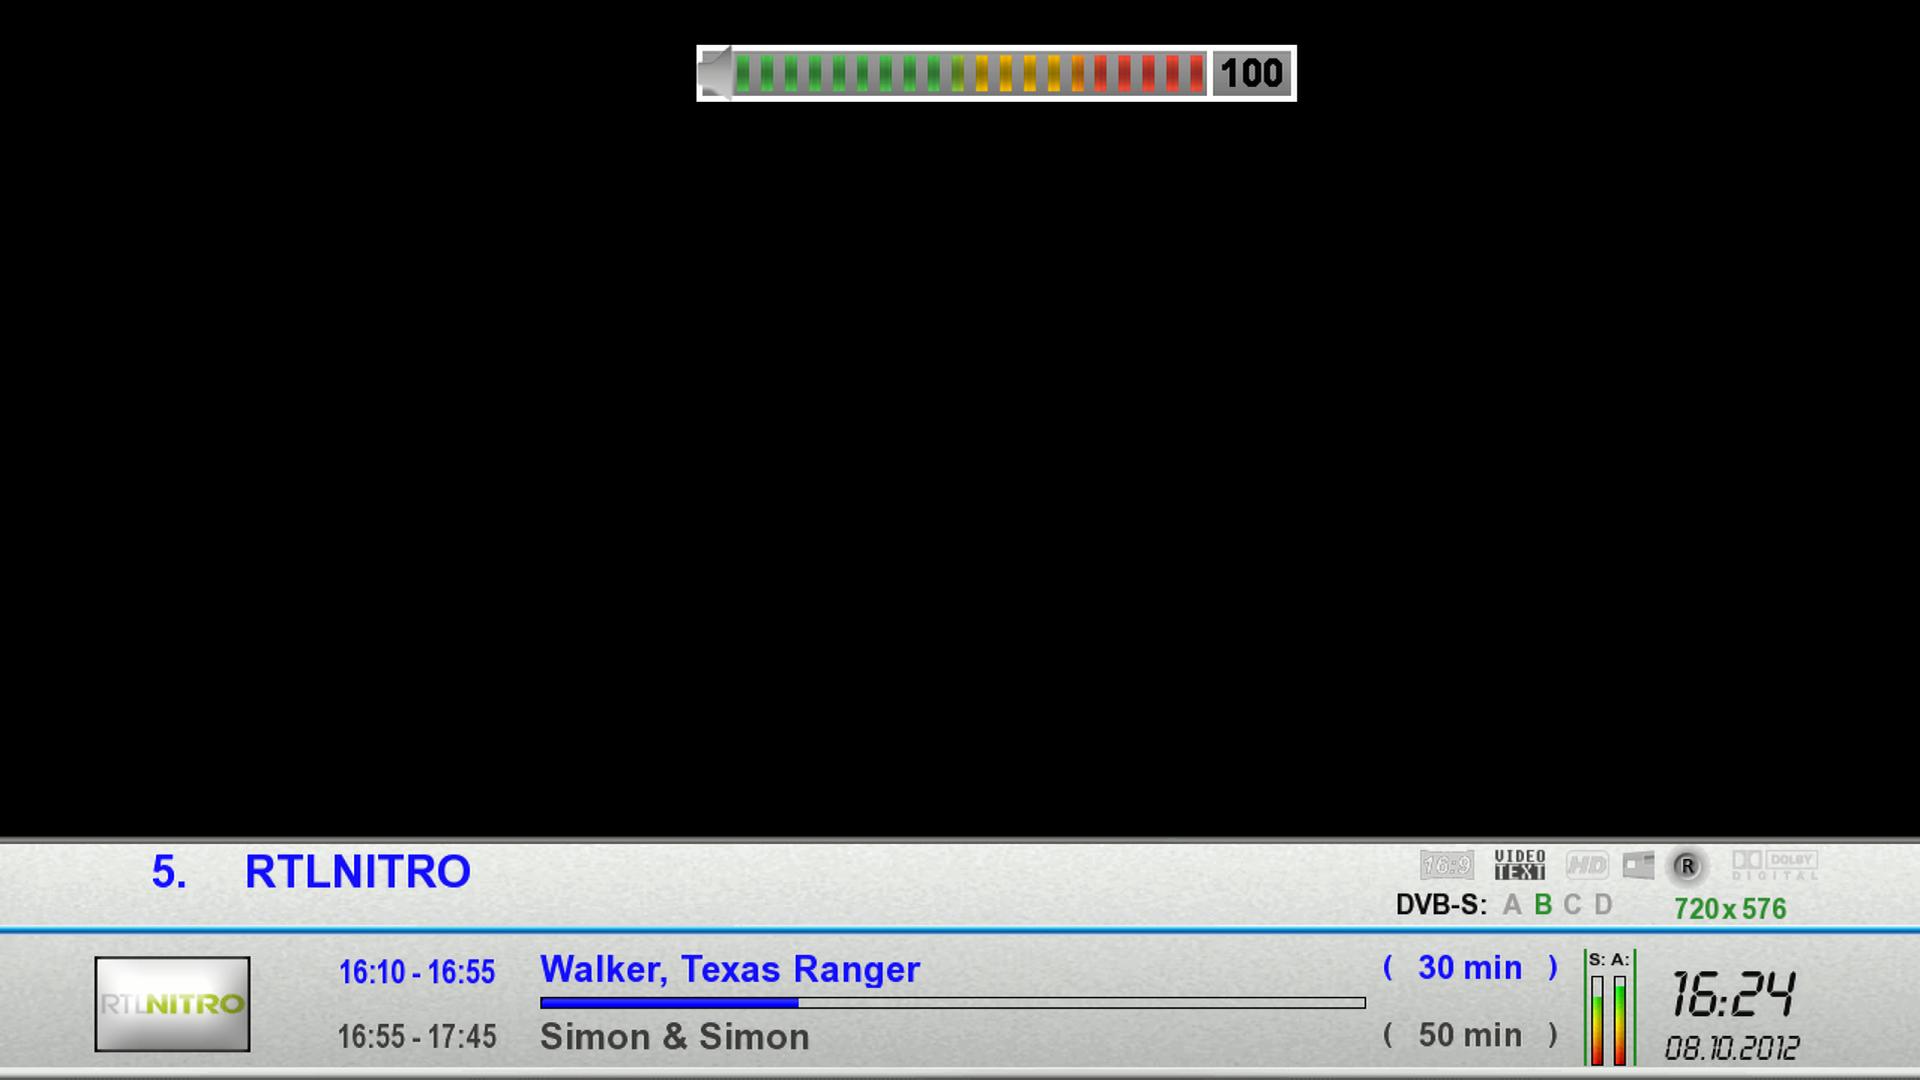 100
5. RTLNITRO
16:9 VIDEO TEXT HD R DOLBY DIGITAL
DVB-S: A B C D 720x576
RTLNITRO
16:10 - 16:55 Walker, Texas Ranger ( 30 min )
16:55 - 17:45 Simon & Simon ( 50 min )
S: A:
16:24
08.10.2012